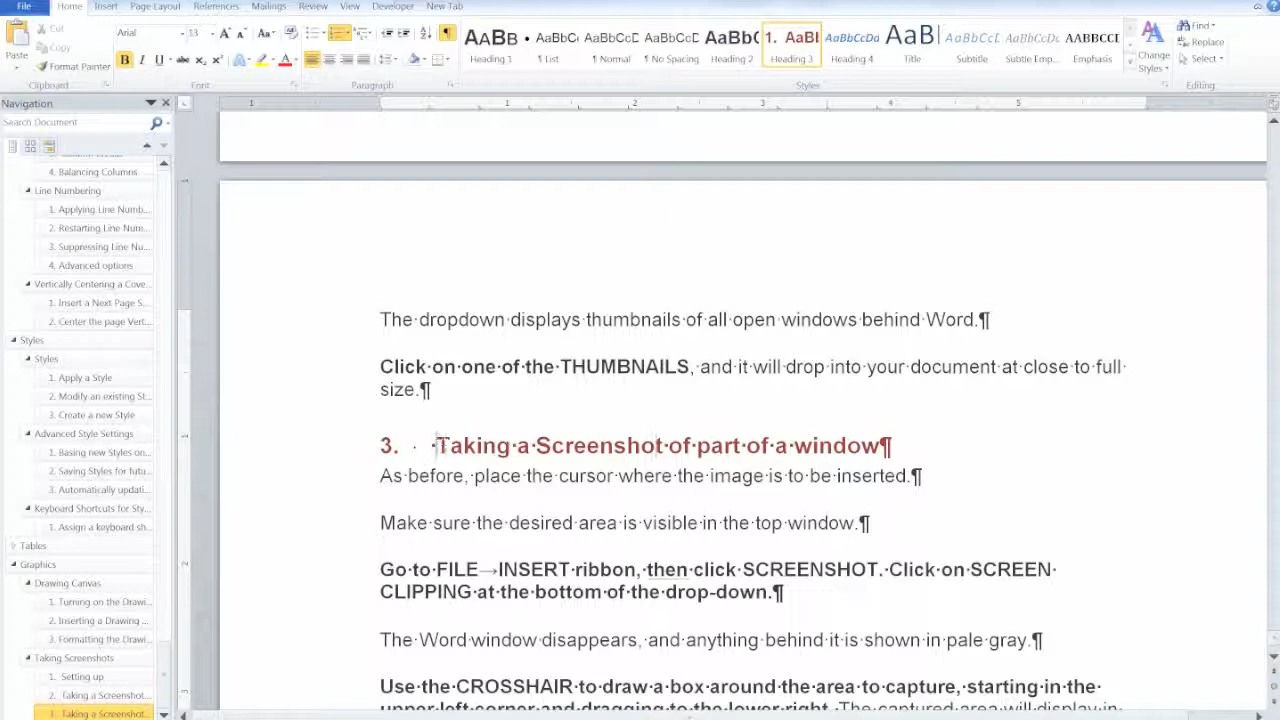 File Home Insert Page Layout References Mailings Review View Developer New Tab
Cut
Copy
Paste
Format Painter
Clipboard
Arial 13
Font
Paragraph
AABB AaBbC AaBbCcD AaBbCcD AaBbC 1. AaBl AaBbCcDa AaB AaBbCcD AaBbCcD AABBCCD
Heading 1 ¶ List ¶ Normal ¶ No Spacing Heading 2 Heading 3 Heading 4 Title Subtitle Subtle Emp... Emphasis
Change
Styles
Styles
Find
Replace
Select
Editing
Navigation
Search Document
4. Balancing Columns
Line Numbering
1. Applying Line Numb...
2. Restarting Line Num...
3. Suppressing Line Nu...
4. Advanced options
Vertically Centering a Cove...
1. Insert a Next Page S...
2. Center the page Vert...
Styles
Styles
1. Apply a Style
2. Modify an existing St...
3. Create a new Style
Advanced Style Settings
1. Basing new Styles on...
2. Saving Styles for futu...
3. Automatically updati...
Keyboard Shortcuts for Sty...
1. Assign a keyboard sh...
Tables
Graphics
Drawing Canvas
1. Turning on the Drawi...
2. Inserting a Drawing ...
3. Formatting the Drawi...
Taking Screenshots
1. Setting up
2. Taking a Screenshot...
3. Taking a Screenshot...
The dropdown displays thumbnails of all open windows behind Word.¶
Click on one of the THUMBNAILS, and it will drop into your document at close to full
size.¶
3. Taking a Screenshot of part of a window¶
As before, place the cursor where the image is to be inserted.¶
Make sure the desired area is visible in the top window.¶
Go to FILE→INSERT ribbon, then click SCREENSHOT. Click on SCREEN
CLIPPING at the bottom of the drop-down.¶
The Word window disappears, and anything behind it is shown in pale gray.¶
Use the CROSSHAIR to draw a box around the area to capture, starting in the
upper left corner and dragging to the lower right. The captured area will display in